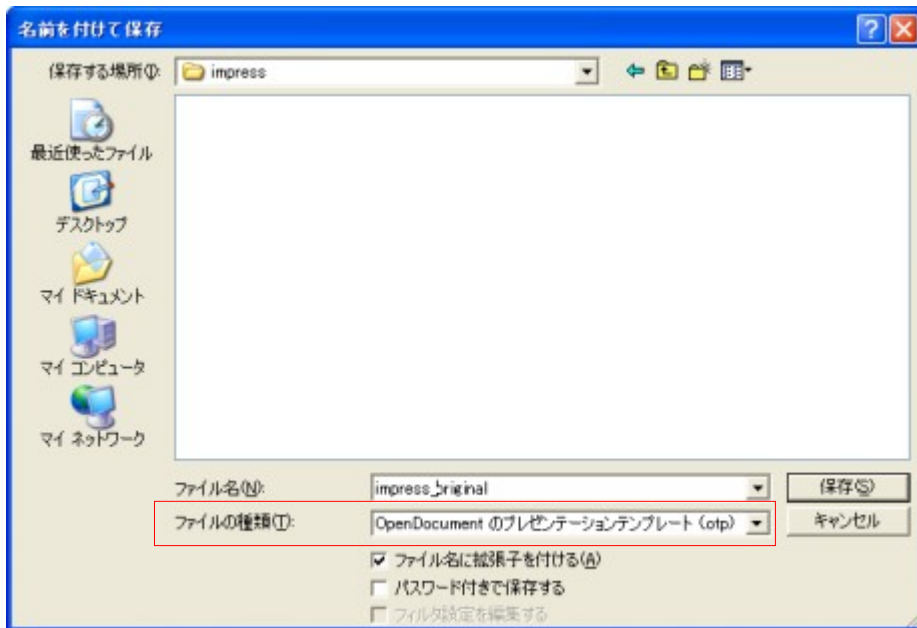 名前を付けて保存
保存する場所(I):
impress
最近使ったファイル
デスクトップ
マイ ドキュメント
マイ コンピュータ
マイ ネットワーク
ファイル名(N):
impress_original
保存(S)
ファイルの種類(T):
OpenDocument のプレゼンテーションテンプレート (otp)
キャンセル
ファイル名に拡張子を付ける(A)
パスワード付きで保存する
フィルタ設定を編集する